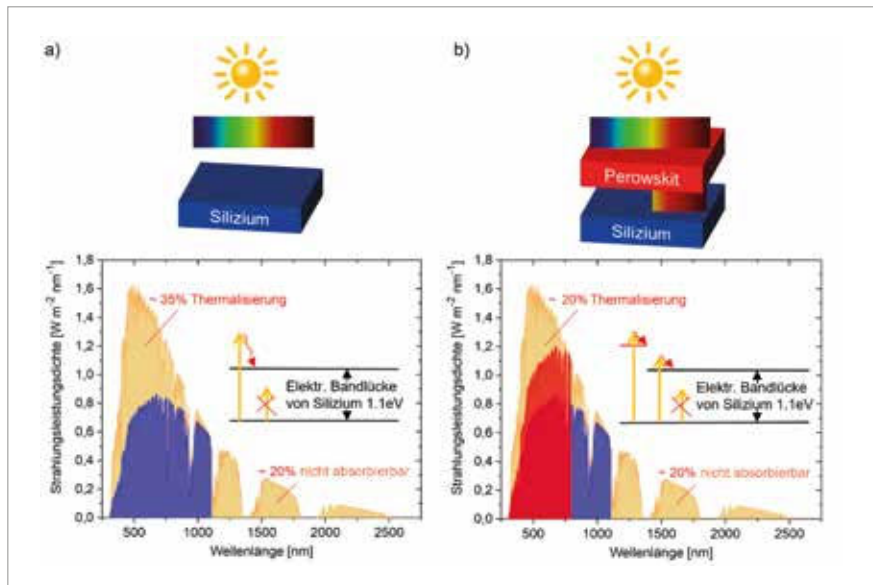 a)
Silizium
Strahlungsleistungsdichte [W m⁻² nm⁻¹]
1,8
1,6
1,4
1,2
1,0
0,8
0,6
0,4
0,2
0,0
~ 35% Thermalisierung
Elektr. Bandlücke
von Silizium 1.1eV
~ 20% nicht absorbierbar
500
1000
1500
2000
2500
Wellenlänge [nm]
b)
Perowskit
Silizium
Strahlungsleistungsdichte [W m⁻² nm⁻¹]
1,8
1,6
1,4
1,2
1,0
0,8
0,6
0,4
0,2
0,0
~ 20% Thermalisierung
Elektr. Bandlücke
von Silizium 1.1eV
~ 20% nicht absorbierbar
500
1000
1500
2000
2500
Wellenlänge [nm]